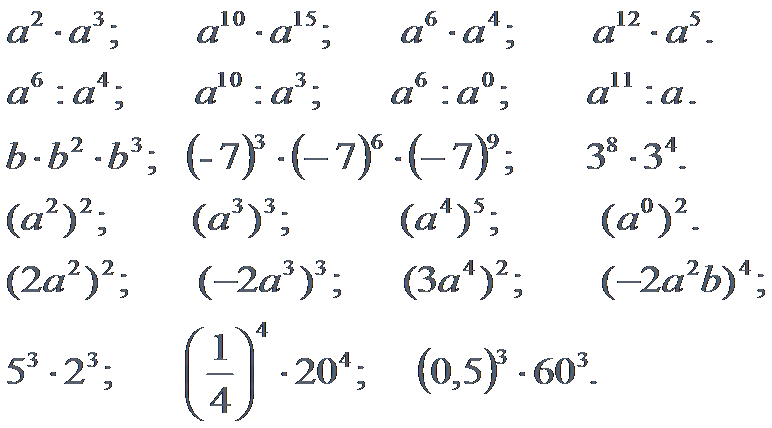 a² · a³; a¹⁰ · a¹⁵; a⁶ · a⁴; a¹² · a⁵.
a⁶ : a⁴; a¹⁰ : a³; a⁶ : a⁰; a¹¹ : a.
b · b² · b³; (-7)³ · (–7)⁶ · (–7)⁹; 3⁸ · 3⁴.
(a²)²; (a³)³; (a⁴)⁵; (a⁰)².
(2a²)²; (–2a³)³; (3a⁴)²; (–2a²b)⁴;
5³ · 2³; (1/4)⁴ · 20⁴; (0,5)³ · 60³.